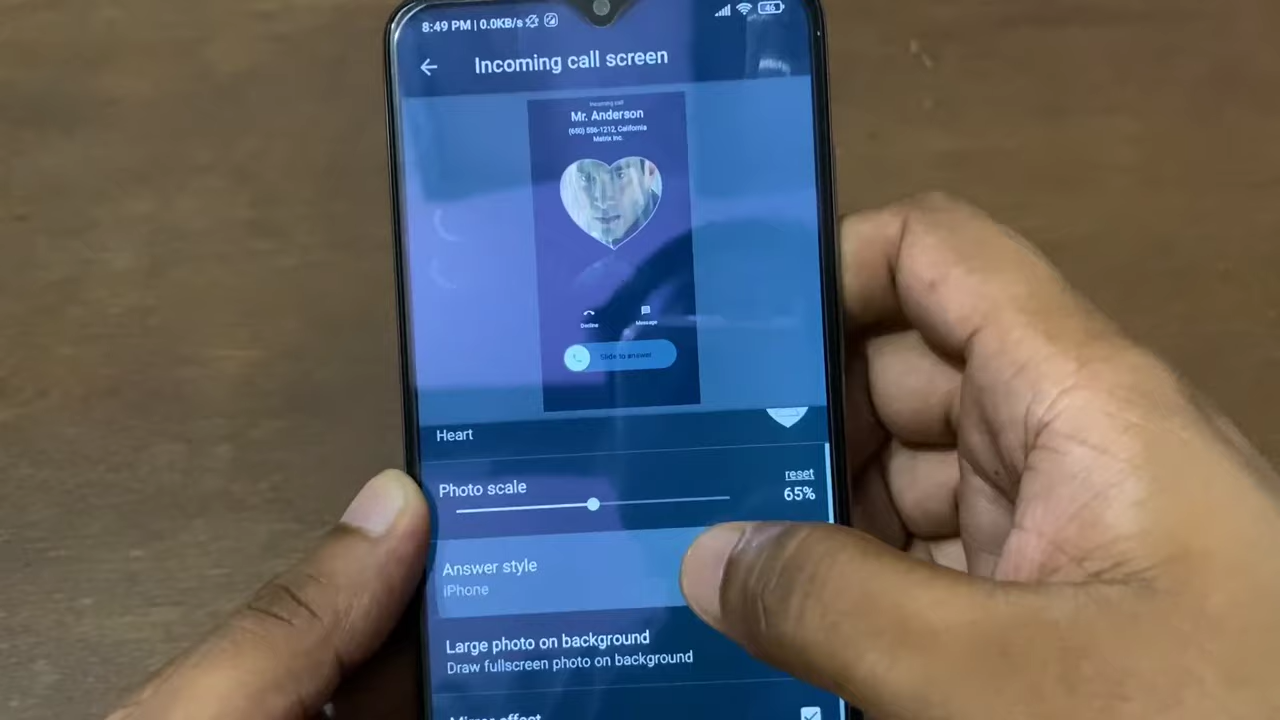 8:49 PM | 0.0KB/s
46
Incoming call screen
Incoming call
Mr. Anderson
(650) 556-1212, California
Matrix Inc.
Decline
Message
Slide to answer
Heart
Photo scale
reset
65%
Answer style
iPhone
Large photo on background
Draw fullscreen photo on background
Mirror effect